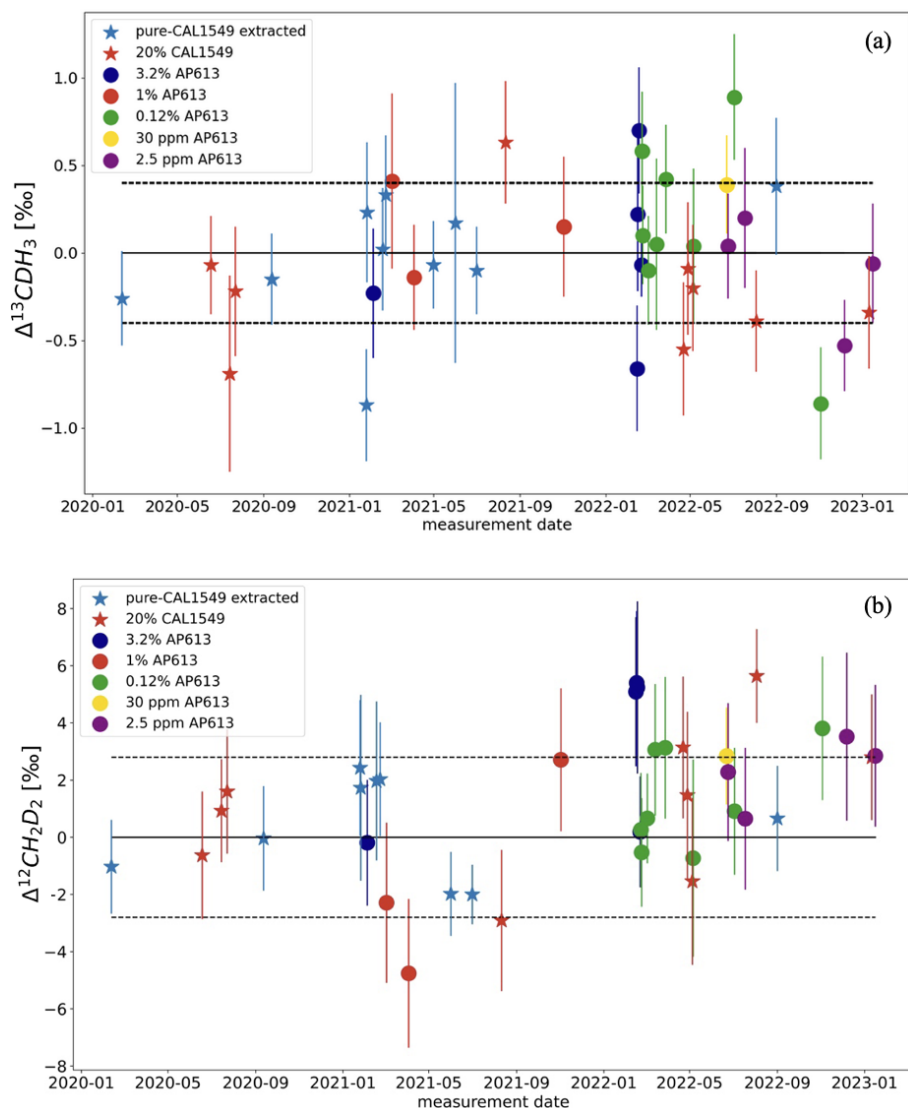 (a)
pure-CAL1549 extracted
20% CAL1549
3.2% AP613
1% AP613
0.12% AP613
30 ppm AP613
2.5 ppm AP613
Δ¹³CDH₃ [‰]
1.0
0.5
0.0
−0.5
−1.0
2020-01 2020-05 2020-09 2021-01 2021-05 2021-09 2022-01 2022-05 2022-09 2023-01
measurement date
(b)
pure-CAL1549 extracted
20% CAL1549
3.2% AP613
1% AP613
0.12% AP613
30 ppm AP613
2.5 ppm AP613
Δ¹²CH₂D₂ [‰]
8
6
4
2
0
−2
−4
−6
−8
2020-01 2020-05 2020-09 2021-01 2021-05 2021-09 2022-01 2022-05 2022-09 2023-01
measurement date